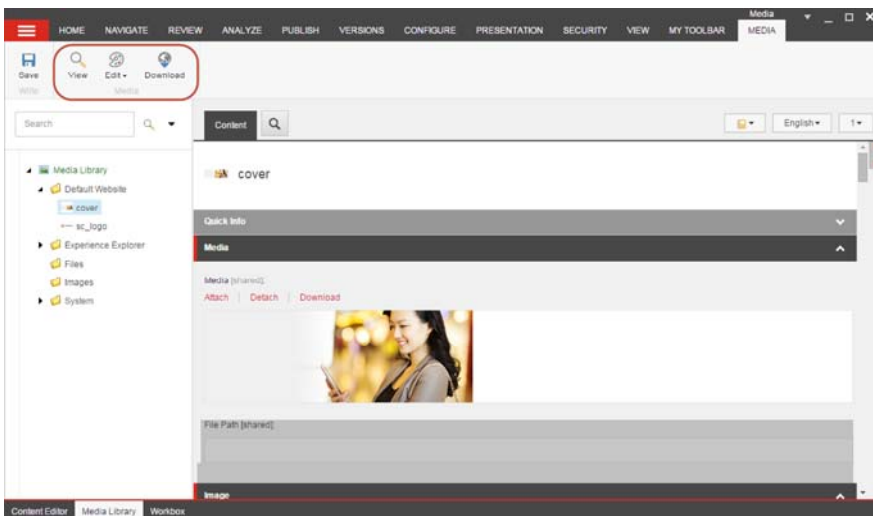 Media
HOME NAVIGATE REVIEW ANALYZE PUBLISH VERSIONS CONFIGURE PRESENTATION SECURITY VIEW MY TOOLBAR MEDIA
Save View Edit Download
Write Media
Search
Content
English
1
Media Library
Default Website
cover
sc_logo
Experience Explorer
Files
Images
System
cover
Quick Info
Media
Media [shared]:
Attach Detach Download
File Path [shared]:
Image
Content Editor Media Library Workbox